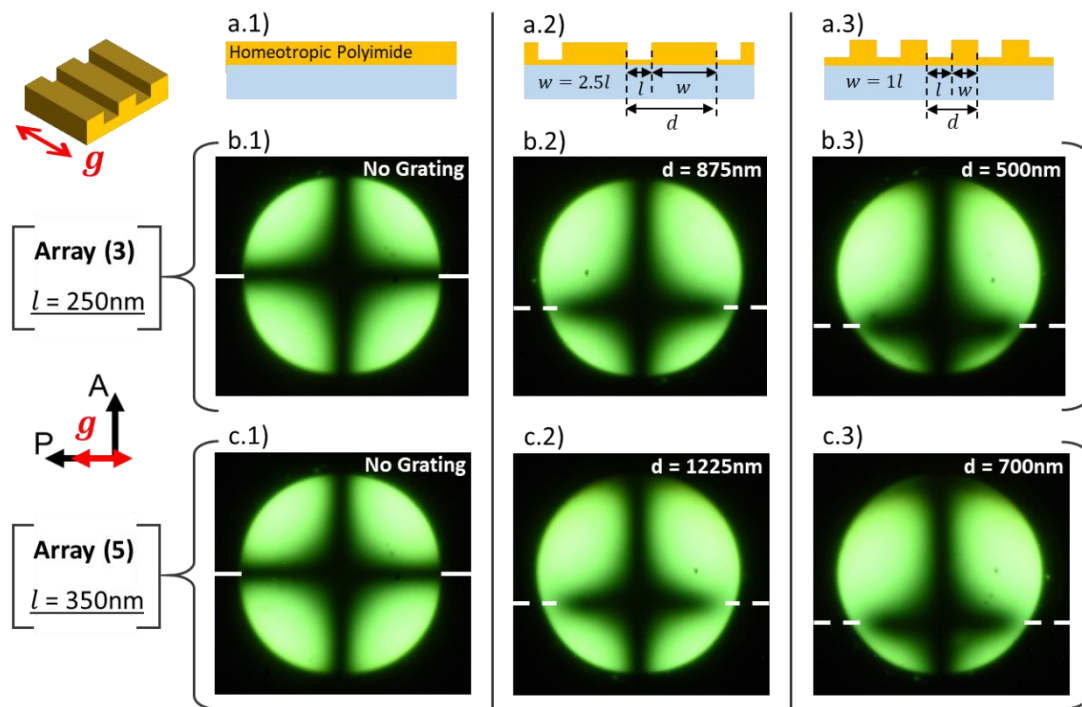 a.1)
Homeotropic Polyimide
a.2)
w = 2.5l
l
w
d
a.3)
w = 1l
l
w
d
g
b.1)
No Grating
b.2)
d = 875nm
b.3)
d = 500nm
Array (3)
l = 250nm
A
g
P
c.1)
No Grating
c.2)
d = 1225nm
c.3)
d = 700nm
Array (5)
l = 350nm